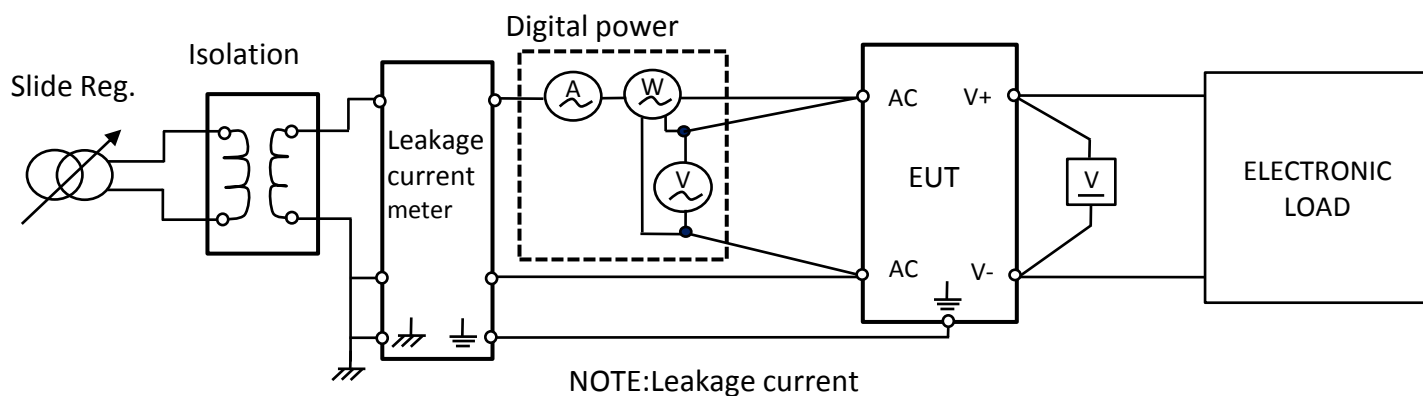 Digital power
Isolation
Slide Reg.
Leakage
current
meter
A
W
V
AC
V+
EUT
AC
V-
V
ELECTRONIC
LOAD
NOTE:Leakage current